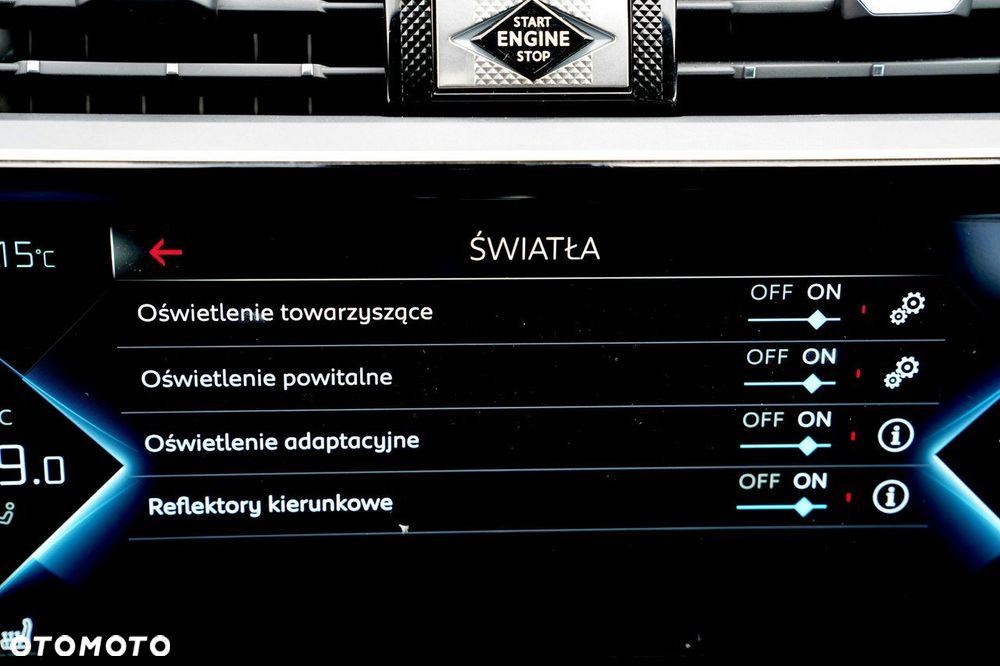 START
ENGINE
STOP
15°C
ŚWIATŁA
Oświetlenie towarzyszące OFF ON
Oświetlenie powitalne OFF ON
Oświetlenie adaptacyjne OFF ON
Reflektory kierunkowe OFF ON
C
9.0
OTOMOTO